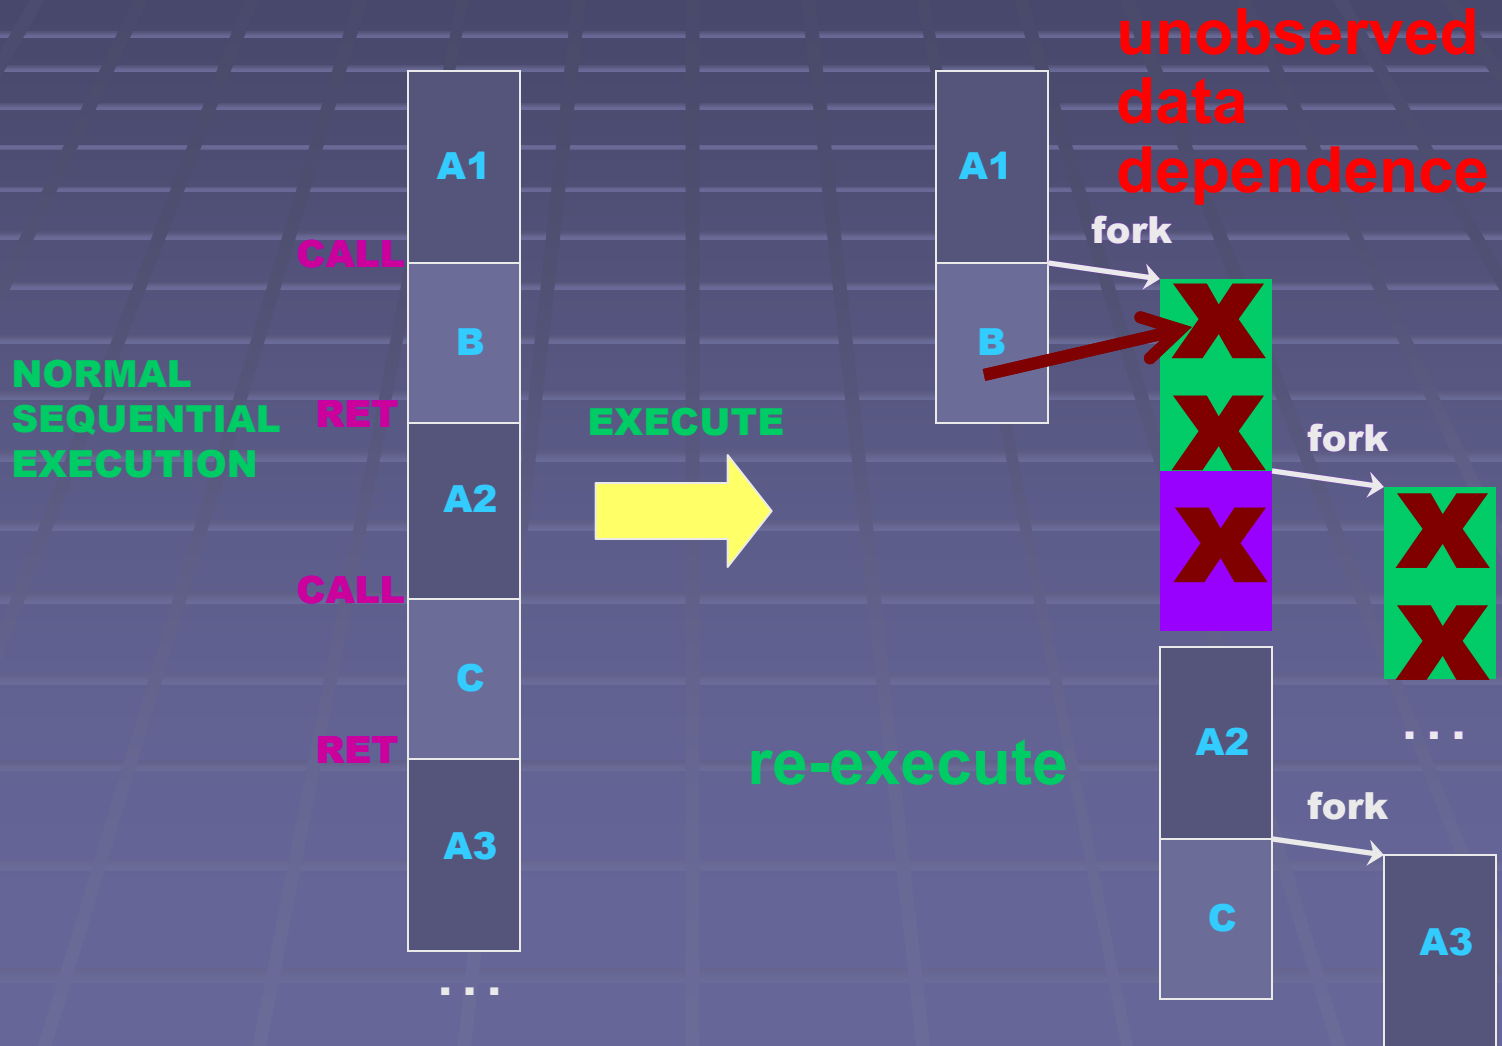 unobserved
data
dependence
A1
A1
fork
CALL
B
B
X
NORMAL
SEQUENTIAL
EXECUTION
RET
EXECUTE
X
fork
A2
X
X
CALL
X
C
A2
. . .
RET
re-execute
fork
A3
C
A3
. . .